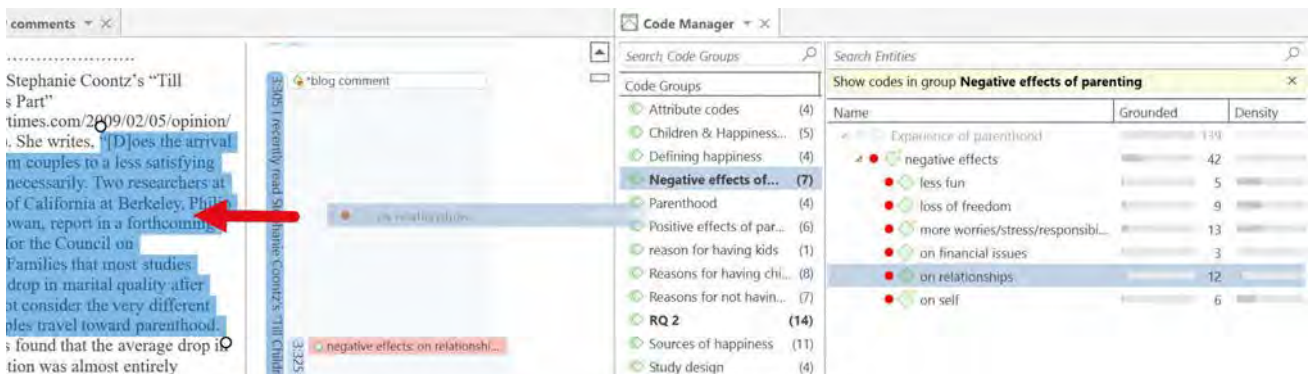 comments
Code Manager
Stephanie Coontz's "Till
s Part"
times.com/2009/02/05/opinion/
. She writes, "[D]oes the arrival
m couples to a less satisfying
necessarily. Two researchers at
of California at Berkeley, Philip
owan, report in a forthcoming
for the Council on
Families that most studies
drop in marital quality after
ot consider the very different
ples travel toward parenthood.
s found that the average drop in
tion was almost entirely
3:305 I recently read Stephanie Coontz's "Till Childr
*blog comment
on relationships
3:325
negative effects: on relationshi...
Search Code Groups
Code Groups
Attribute codes (4)
Children & Happiness... (5)
Defining happiness (4)
Negative effects of... (7)
Parenthood (4)
Positive effects of par... (6)
reason for having kids (1)
Reasons for having chi... (8)
Reasons for not havin... (7)
RQ 2 (14)
Sources of happiness (11)
Study design (4)
Search Entities
Show codes in group Negative effects of parenting
Name Grounded Density
Experience of parenthood 139
negative effects 42
less fun 5
loss of freedom 9
more worries/stress/responsibi... 13
on financial issues 3
on relationships 12
on self 6